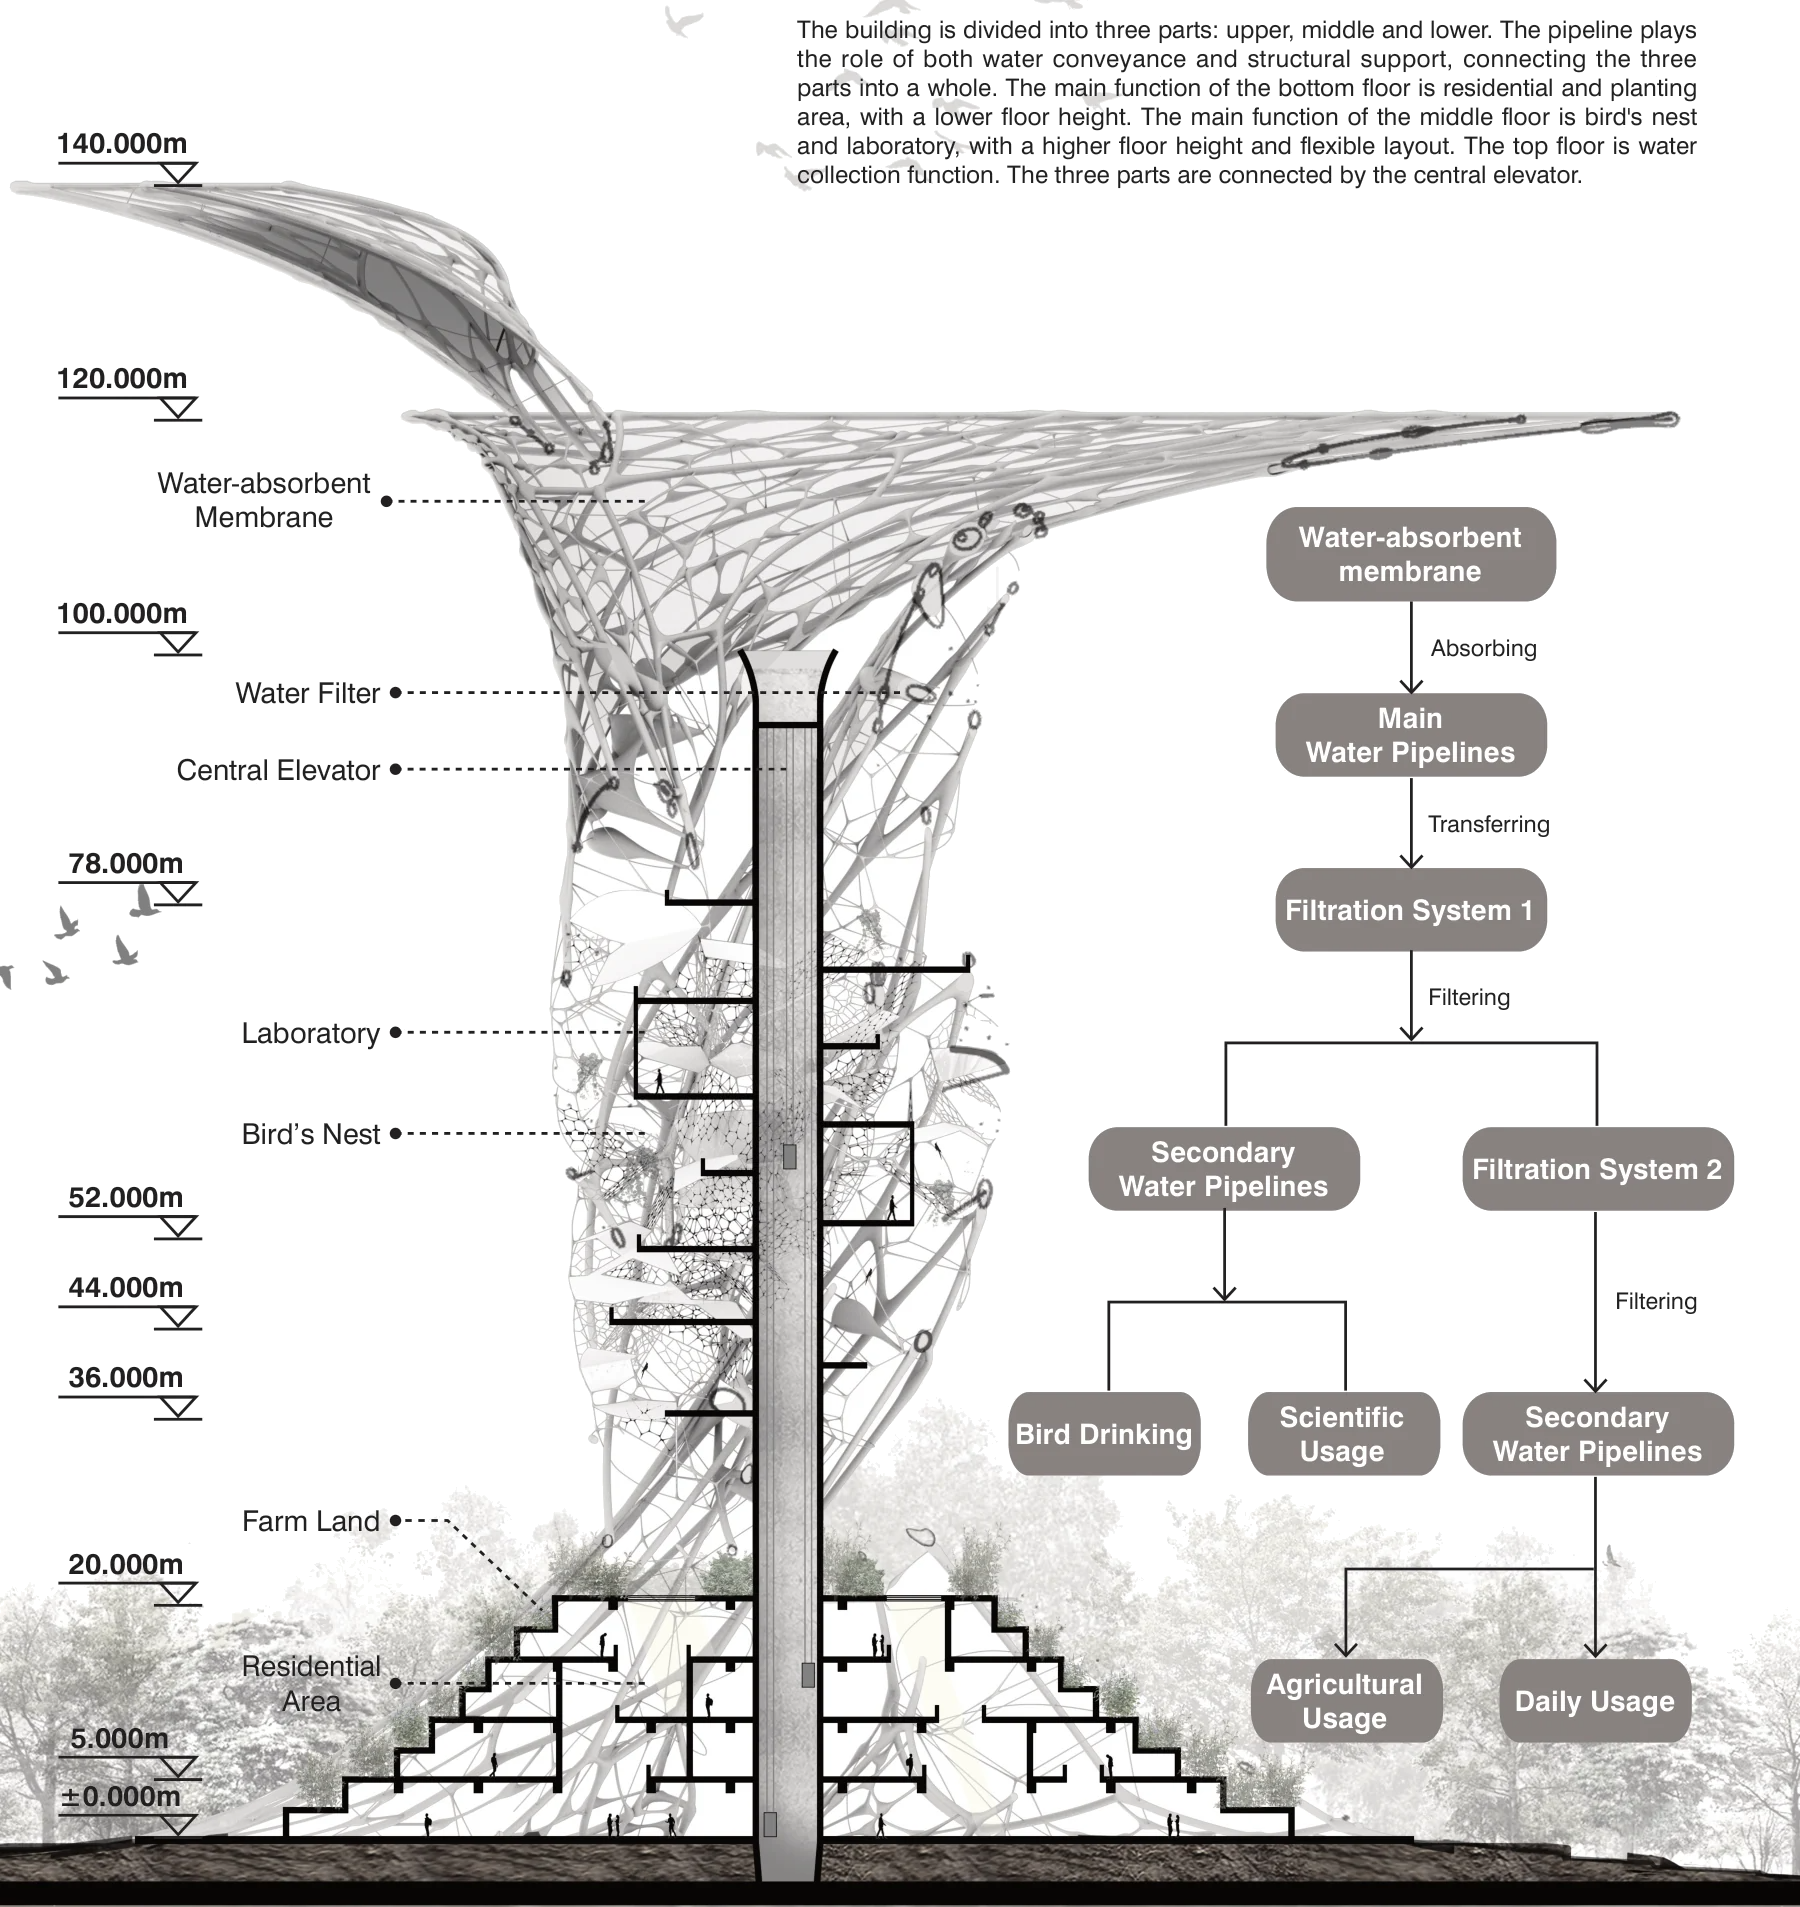 The building is divided into three parts: upper, middle and lower. The pipeline plays
the role of both water conveyance and structural support, connecting the three
parts into a whole. The main function of the bottom floor is residential and planting
area, with a lower floor height. The main function of the middle floor is bird's nest
and laboratory, with a higher floor height and flexible layout. The top floor is water
collection function. The three parts are connected by the central elevator.
140.000m
120.000m
Water-absorbent
Membrane
100.000m
Water Filter
Central Elevator
78.000m
Laboratory
Bird’s Nest
52.000m
44.000m
36.000m
Farm Land
20.000m
Residential
Area
5.000m
±0.000m
Water-absorbent
membrane
Absorbing
Main
Water Pipelines
Transferring
Filtration System 1
Filtering
Secondary
Water Pipelines
Filtration System 2
Filtering
Bird Drinking
Scientific
Usage
Secondary
Water Pipelines
Agricultural
Usage
Daily Usage